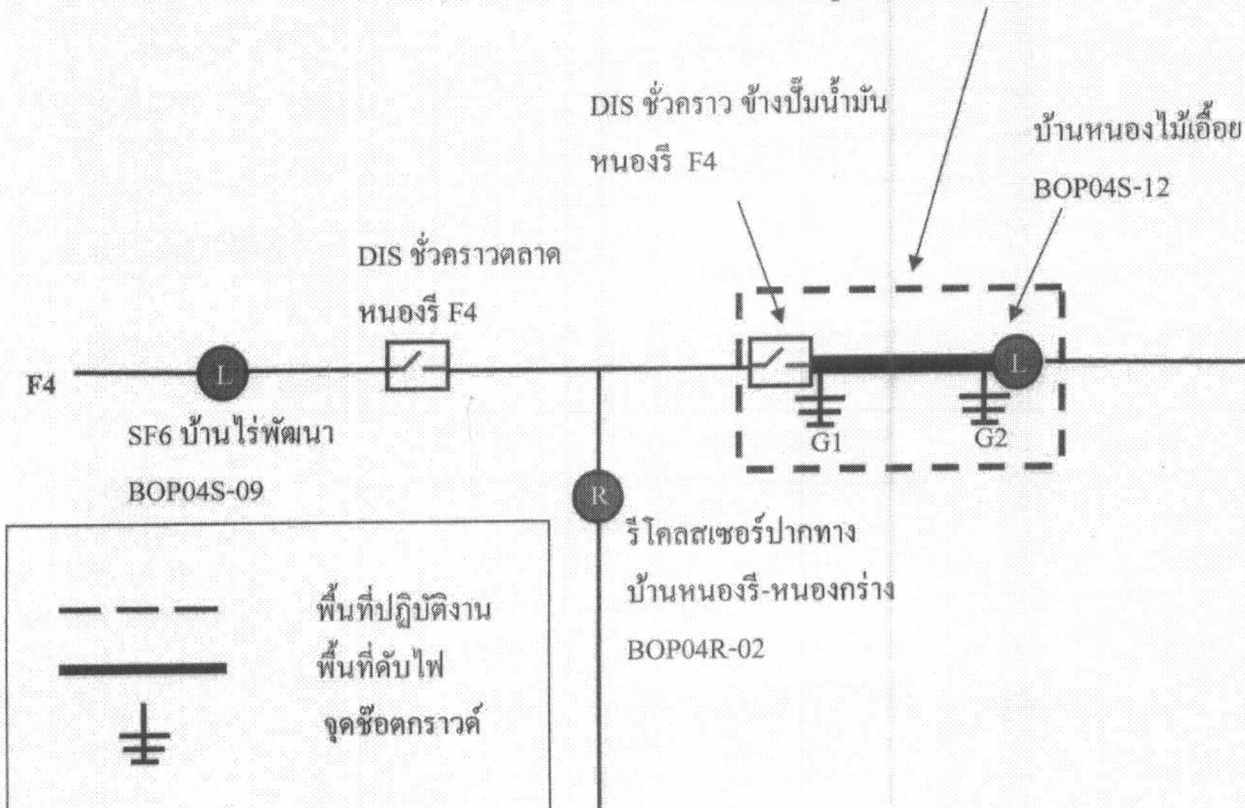 DIS ชั่วคราว ข้างปั๊มน้ำมัน
หนองรี F4
บ้านหนองไม้เอื้อย
BOP04S-12
DIS ชั่วคราวตลาด
หนองรี F4
F4
L
L
SF6 บ้านไร่พัฒนา
BOP04S-09
G1
G2
R
รีโคลสเซอร์ปากทาง
บ้านหนองรี-หนองกร่าง
BOP04R-02
พื้นที่ปฏิบัติงาน
พื้นที่ดับไฟ
จุดช๊อตกราวด์